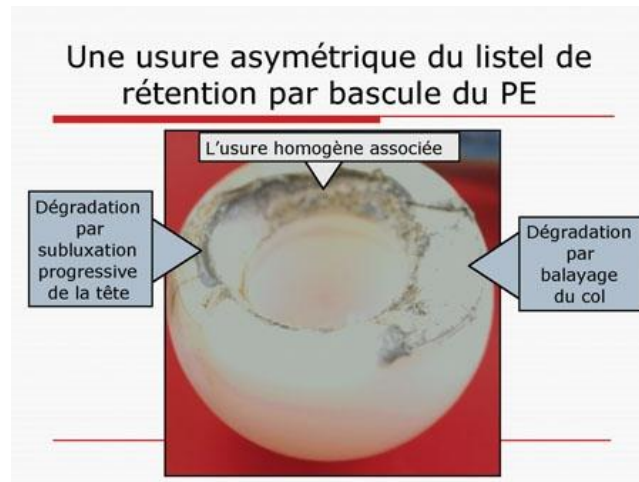 Une usure asymétrique du listel de
rétention par bascule du PE
L'usure homogène associée
Dégradation
par
subluxation
progressive
de la tête
Dégradation
par
balayage
du col